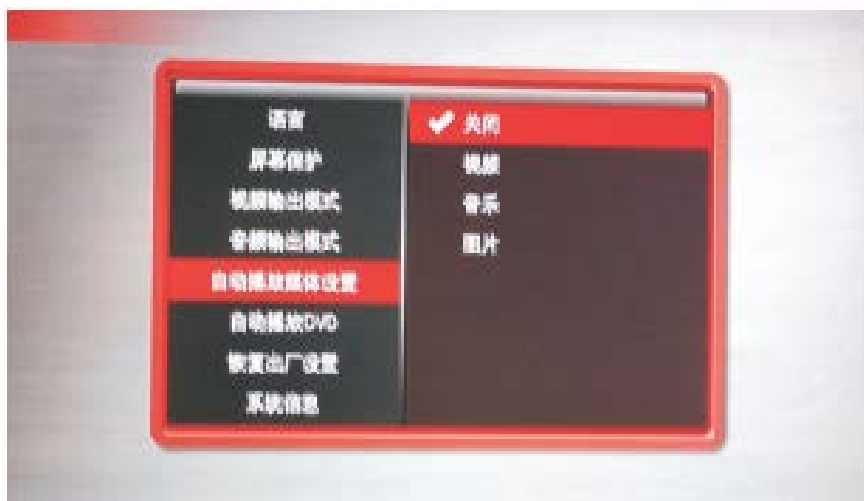 语言
屏幕保护
视频输出模式
音频输出模式
自动播放媒体设置
自动播放DVD
恢复出厂设置
系统信息
关闭
视频
音乐
图片